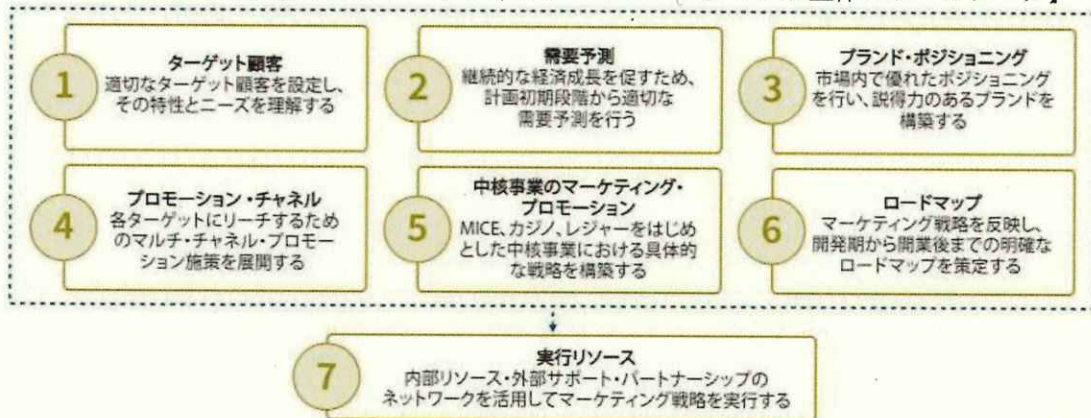 1
ターゲット顧客
適切なターゲット顧客を設定し、
その特性とニーズを理解する
2
需要予測
継続的な経済成長を促すため、
計画初期段階から適切な
需要予測を行う
3
ブランド・ポジショニング
市場内で優れたポジショニング
を行い、説得力のあるブランドを
構築する
4
プロモーション・チャネル
各ターゲットにリーチするため
のマルチ・チャネル・プロモー
ション施策を展開する
5
中核事業のマーケティング・
プロモーション
MICE、カジノ、レジャーをはじめ
とした中核事業における具体的
な戦略を構築する
6
ロードマップ
マーケティング戦略を反映し、
開発期から開業後までの明確な
ロードマップを策定する
7
実行リソース
内部リソース・外部サポート・パートナーシップの
ネットワークを活用してマーケティング戦略を実行する